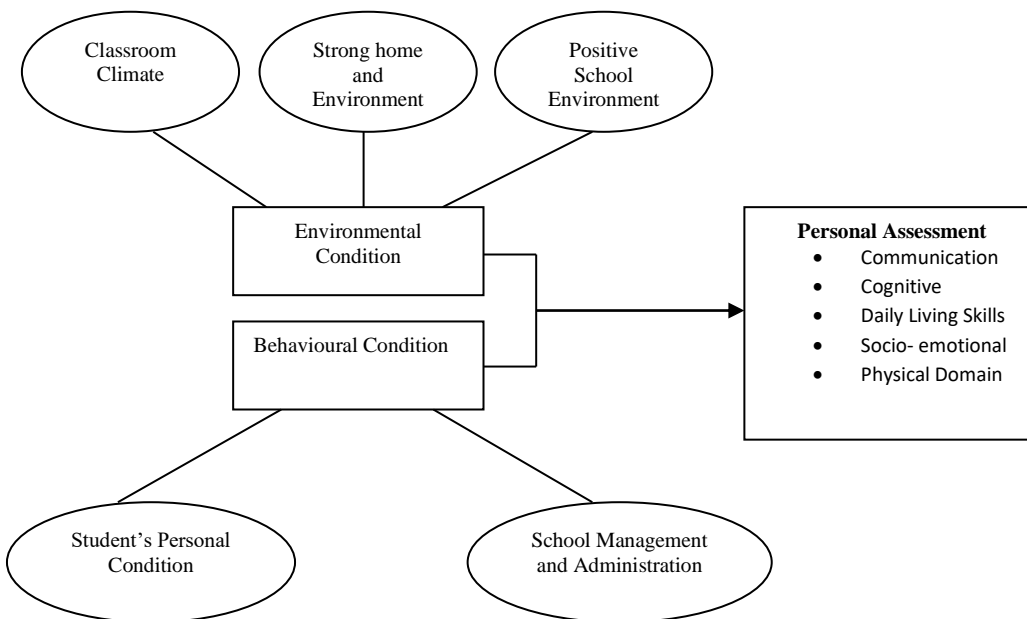 Classroom
Climate
Strong home
and
Environment
Positive
School
Environment
Environmental
Condition
Behavioural Condition
Personal Assessment
• Communication
• Cognitive
• Daily Living Skills
• Socio- emotional
• Physical Domain
Student’s Personal
Condition
School Management
and Administration